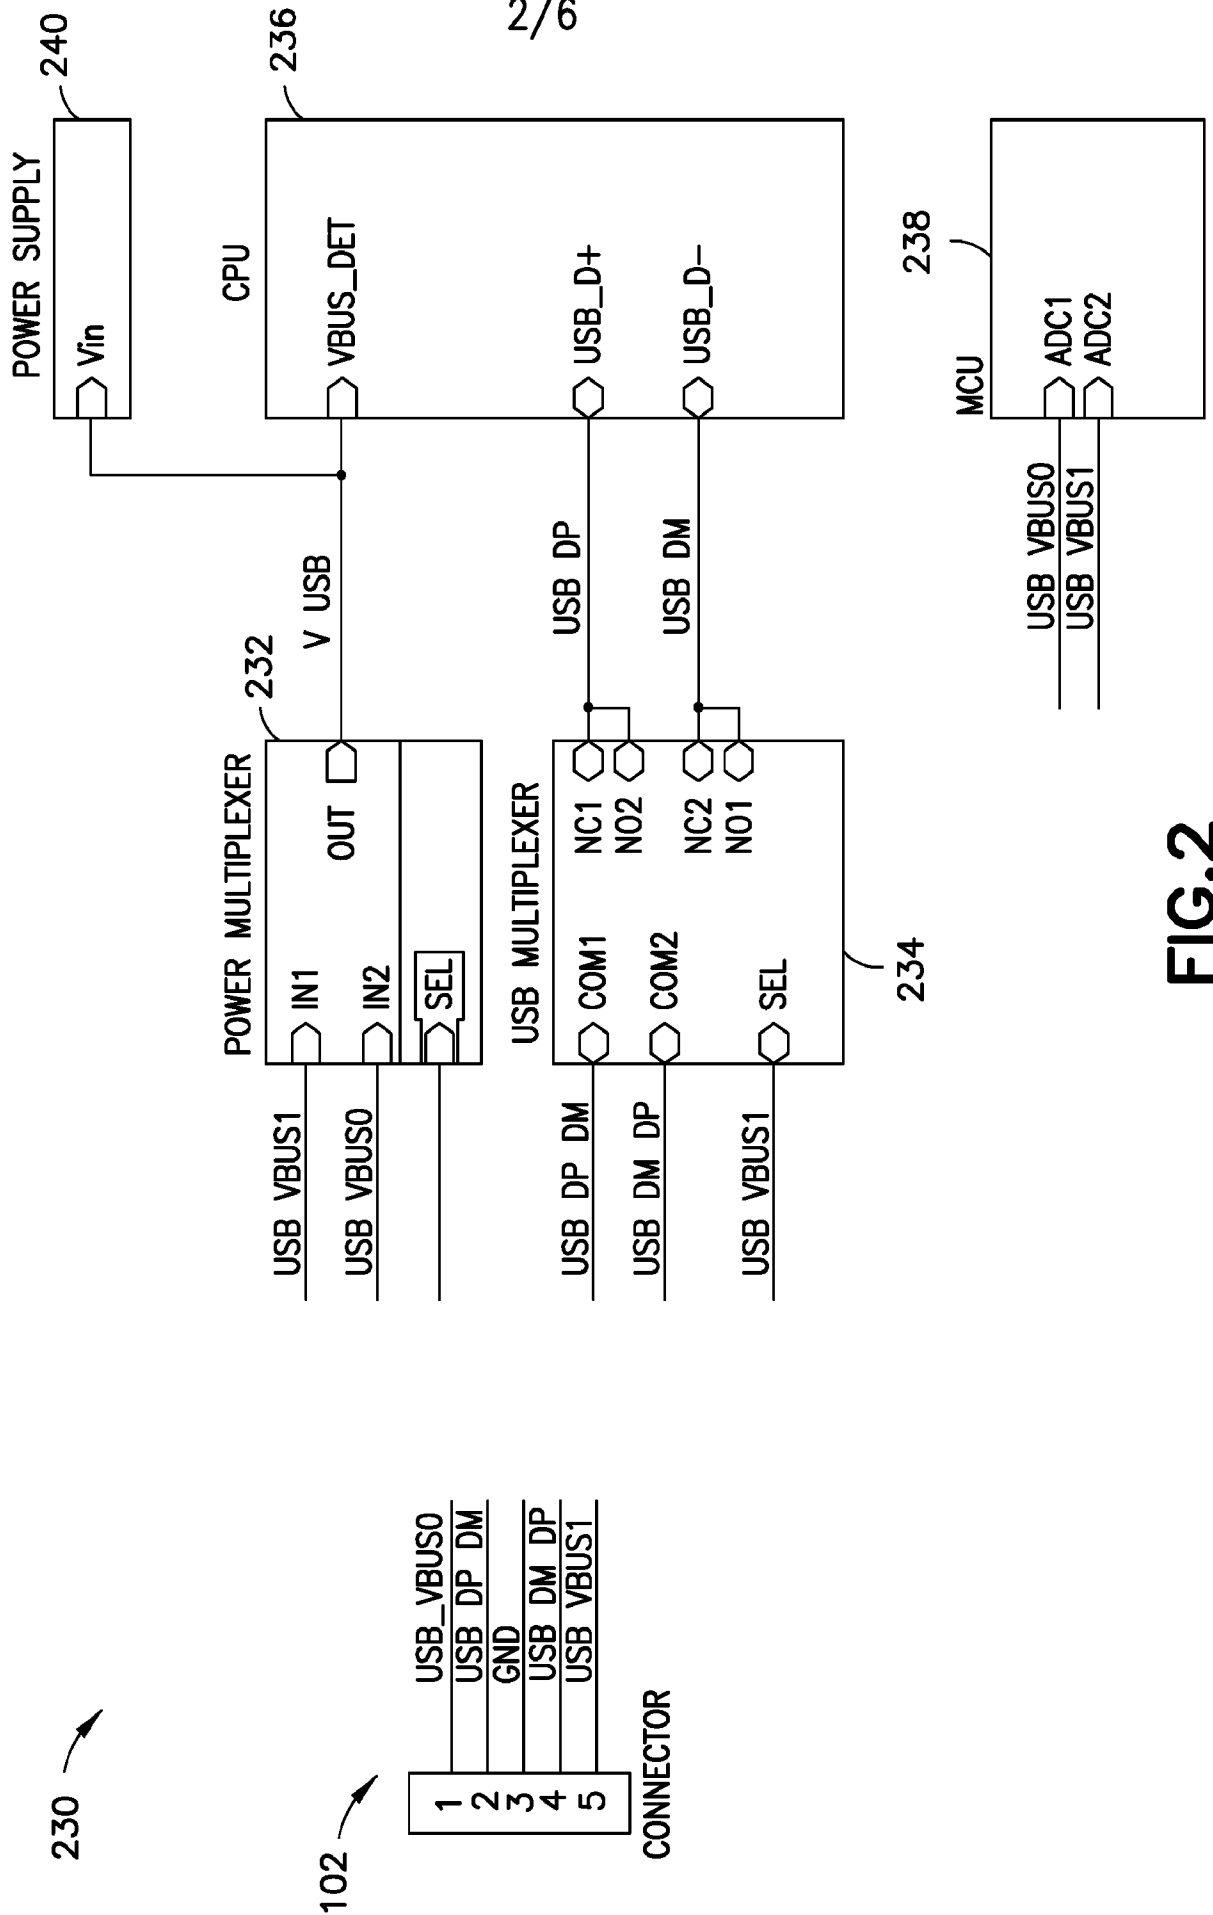 2/6
230
102
1
2
3
4
5
CONNECTOR
USB_VBUS0
USB DP DM
GND
USB DM DP
USB VBUS1
POWER MULTIPLEXER
232
USB VBUS1
IN1
USB VBUS0
IN2
SEL
OUT
V USB
USB MULTIPLEXER
234
USB DP DM
COM1
USB DM DP
COM2
USB VBUS1
SEL
NC1
NO2
NC2
NO1
USB DP
USB DM
POWER SUPPLY
240
Vin
CPU
236
VBUS_DET
USB_D+
USB_D-
MCU
238
USB VBUS0
ADC1
USB VBUS1
ADC2
FIG.2